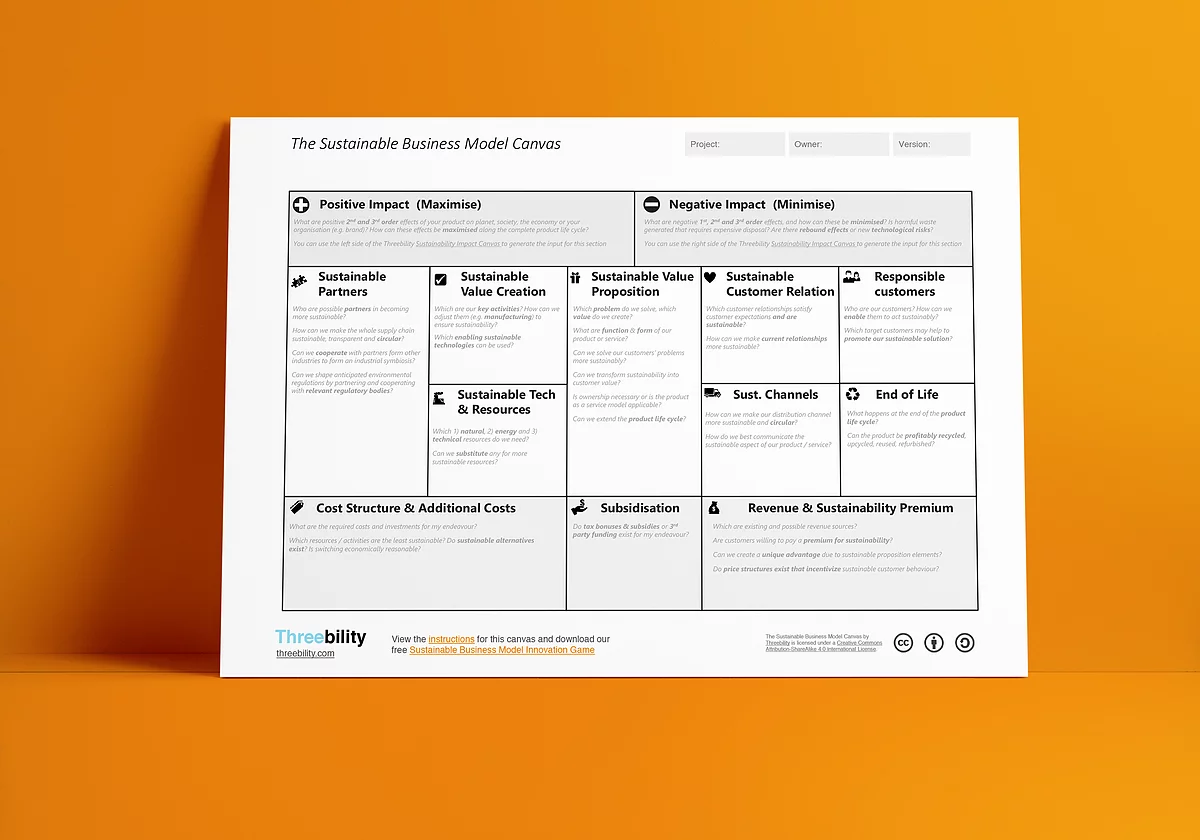 The Sustainable Business Model Canvas
Project:
Owner:
Version:
Positive Impact (Maximise)
What are positive 2nd and 3rd order effects of your product on planet, society, the economy or your
organisation (e.g. brand)? How can these effects be maximised along the complete product life cycle?
You can use the left side of the Threebility Sustainability Impact Canvas to generate the input for this section
Negative Impact (Minimise)
What are negative 1st, 2nd and 3rd order effects, and how can these be minimised? Is harmful waste
generated that requires expensive disposal? Are there rebound effects or new technological risks?
You can use the right side of the Threebility Sustainability Impact Canvas to generate the input for this section
Sustainable
Partners
Who are possible partners in becoming
more sustainable?
How can we make the whole supply chain
sustainable, transparent and circular?
Can we cooperate with partners form other
industries to form an industrial symbiosis?
Can we shape anticipated environmental
regulations by partnering and cooperating
with relevant regulatory bodies?
Sustainable
Value Creation
Which are our key activities? How can we
adjust them (e.g. manufacturing) to
ensure sustainability?
Which enabling sustainable
technologies can be used?
Sustainable Tech
& Resources
Which 1) natural, 2) energy and 3)
technical resources do we need?
Can we substitute any for more
sustainable resources?
Sustainable Value
Proposition
Which problem do we solve, which
value do we create?
What are function & form of our
product or service?
Can we solve our customers' problems
more sustainably?
Can we transform sustainability into
customer value?
Is ownership necessary or is the product
as a service model applicable?
Can we extend the product life cycle?
Sustainable
Customer Relation
Which customer relationships satisfy
customer expectations and are
sustainable?
How can we make current relationships
more sustainable?
Sust. Channels
How can we make our distribution channel
more sustainable and circular?
How do we best communicate the
sustainable aspect of our product / service?
Responsible
customers
Who are our customers? How can we
enable them to act sustainably?
Which target customers may help to
promote our sustainable solution?
End of Life
What happens at the end of the product
life cycle?
Can the product be profitably recycled,
upcycled, reused, refurbished?
Cost Structure & Additional Costs
What are the required costs and investments for my endeavour?
Which resources / activities are the least sustainable? Do sustainable alternatives
exist? Is switching economically reasonable?
Subsidisation
Do tax bonuses & subsidies or 3rd
party funding exist for my endeavour?
Revenue & Sustainability Premium
Which are existing and possible revenue sources?
Are customers willing to pay a premium for sustainability?
Can we create a unique advantage due to sustainable proposition elements?
Do price structures exist that incentivize sustainable customer behaviour?
Threebility
threebility.com
View the instructions for this canvas and download our
free Sustainable Business Model Innovation Game
The Sustainable Business Model Canvas by
Threebility is licensed under a Creative Commons
Attribution-ShareAlike 4.0 International License.
cc